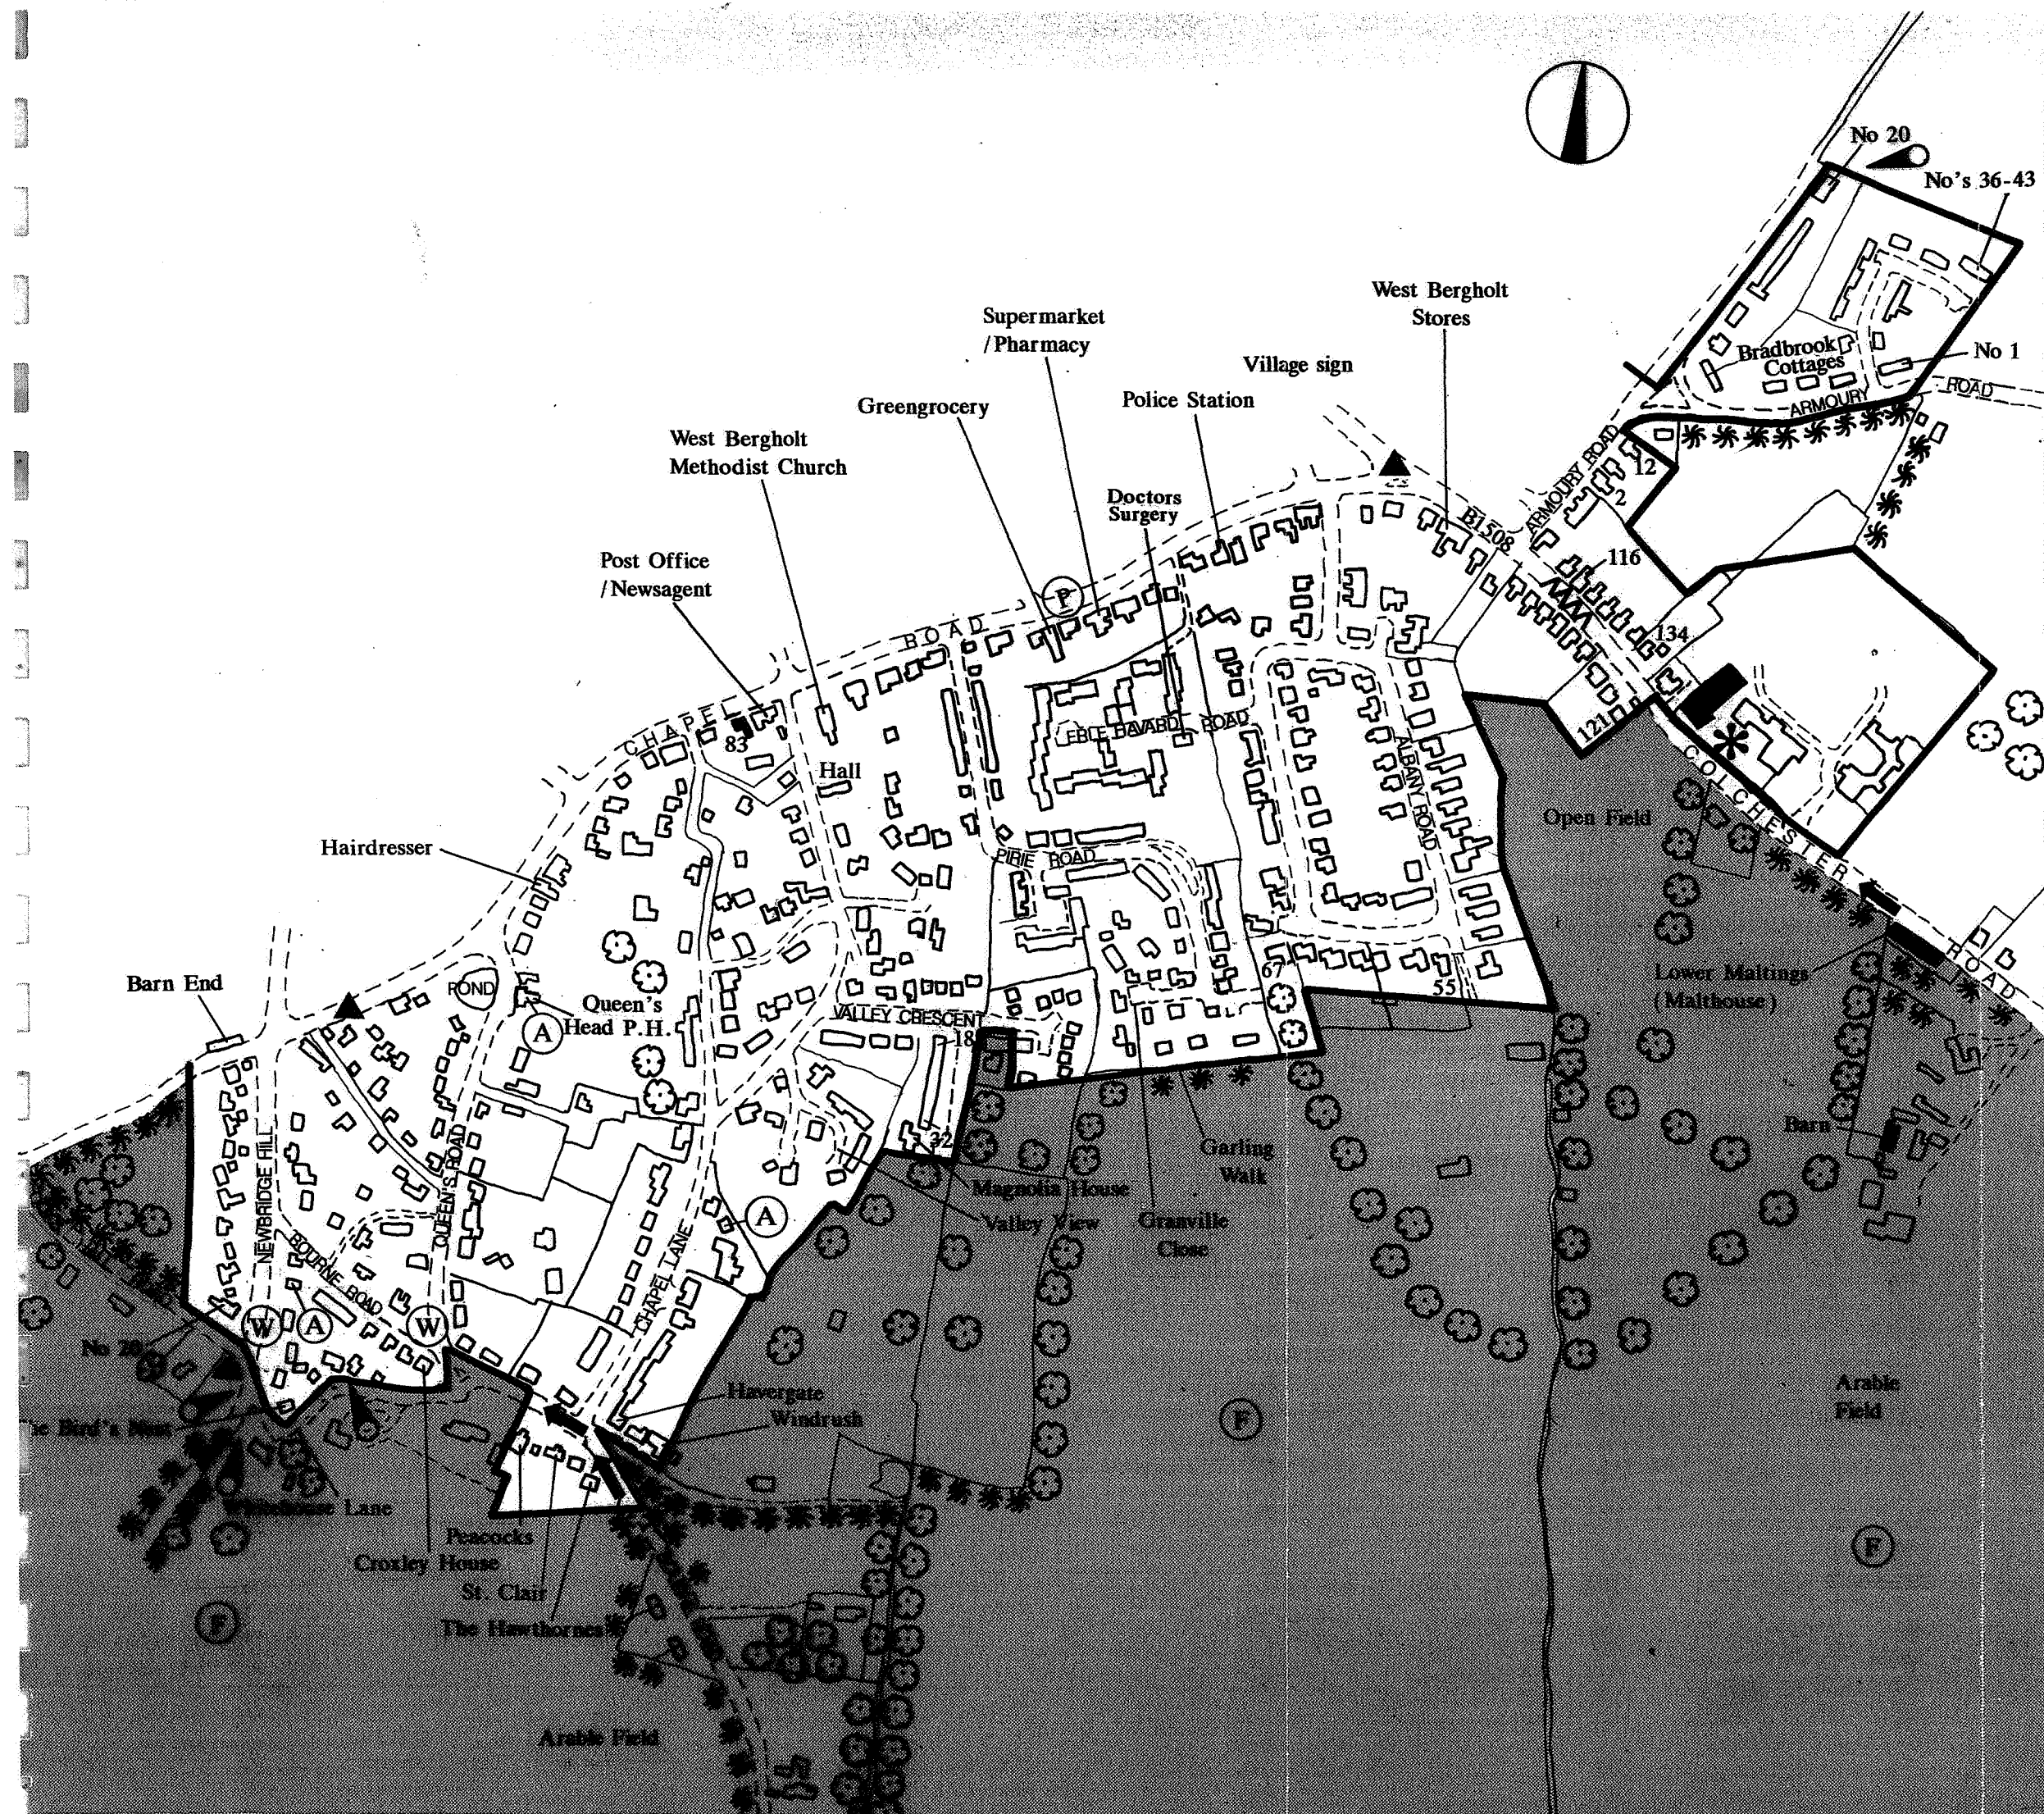 No 20
No's 36-43
West Bergholt
Stores
Supermarket
/Pharmacy
Village sign
Bradbrook
Cottages
No 1
ROAD
ARMOURY
Greengrocery
Police Station
West Bergholt
Methodist Church
ARMOURY ROAD
12
2
Doctors
Surgery
B1508
116
Post Office
/Newsagent
P
134
ROAD
CHAPEL
83
ROAD
121
Hall
ALBANY ROAD
COLCHESTER
ROAD
Open Field
Hairdresser
PIRIE ROAD
67
55
Lower Maltings
(Malthouse)
Barn End
POND
Queen's
Head P.H.
A
VALLEY CRESCENT
18
32
Barn
Garling
Walk
Magnolia House
Valley View
Granville
Close
A
NEWBRIDGE HILL
QUEEN'S ROAD
BOURNE ROAD
CHAPEL LANE
W
A
W
No 20
Havergate
Windrush
Arable
Field
F
The Bird's Nest
Whitehouse Lane
Peacocks
Croxley House
St. Clair
The Hawthornes
F
F
Arable Field